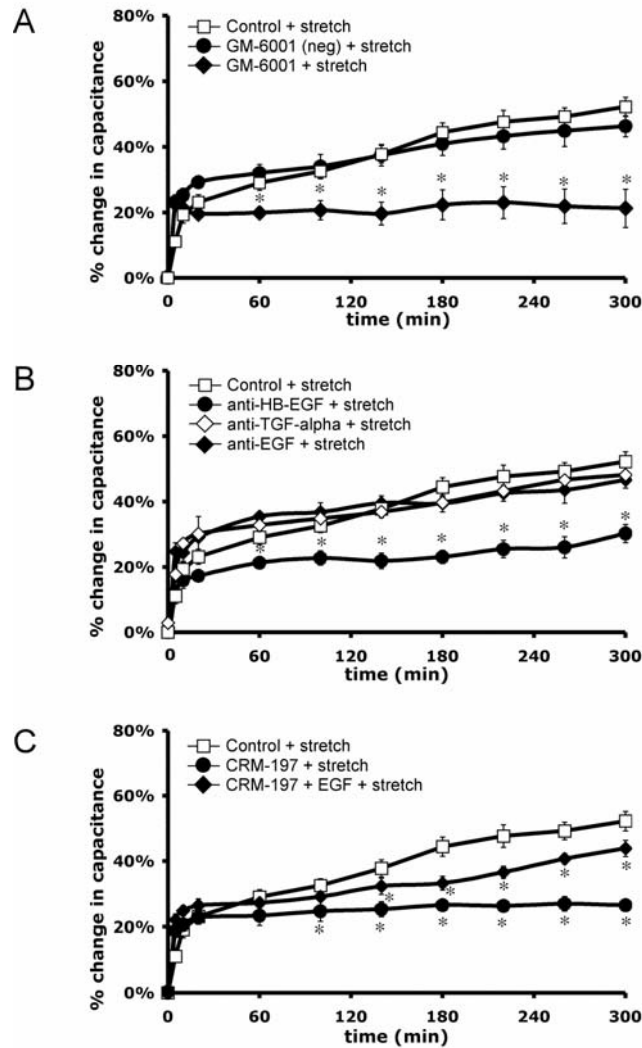 A
80%
60%
40%
20%
0%
% change in capacitance
Control + stretch
GM-6001 (neg) + stretch
GM-6001 + stretch
* * * * * * *
0 60 120 180 240 300
time (min)
B
80%
60%
40%
20%
0%
% change in capacitance
Control + stretch
anti-HB-EGF + stretch
anti-TGF-alpha + stretch
anti-EGF + stretch
* * * * * * *
0 60 120 180 240 300
time (min)
C
80%
60%
40%
20%
0%
% change in capacitance
Control + stretch
CRM-197 + stretch
CRM-197 + EGF + stretch
* * * * *
* * * * * *
0 60 120 180 240 300
time (min)